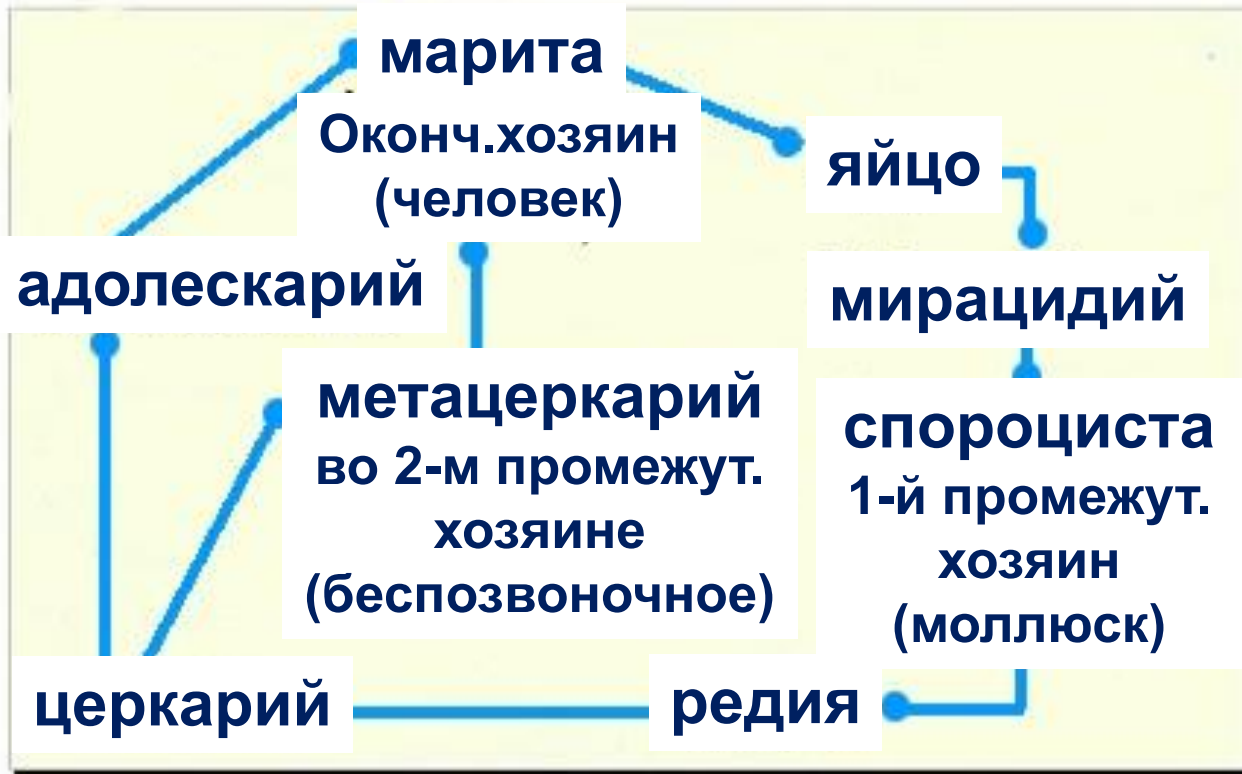 марита
Оконч.хозяин
(человек)
яйцо
адолескарий
мирацидий
метацеркарий
во 2-м промежут.
хозяине
(беспозвоночное)
спороциста
1-й промежут.
хозяин
(моллюск)
церкарий
редия